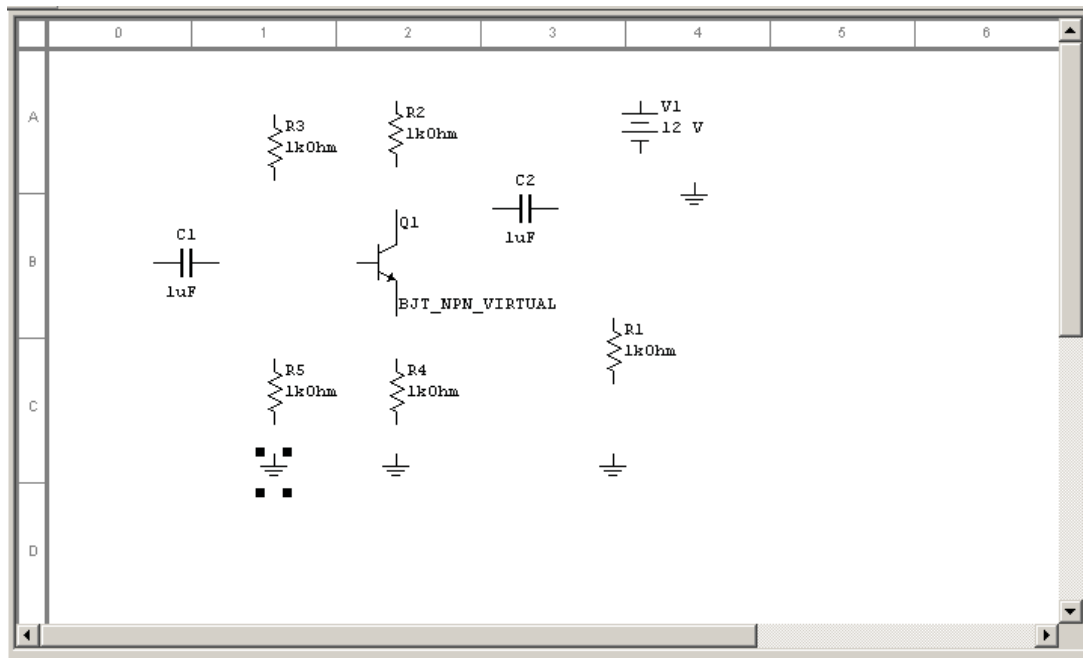 0 1 2 3 4 5 6
A
R3
1kOhm
R2
1kOhm
V1
12 V
C2
1uF
B
C1
1uF
Q1
BJT_NPN_VIRTUAL
R1
1kOhm
C
R5
1kOhm
R4
1kOhm
D